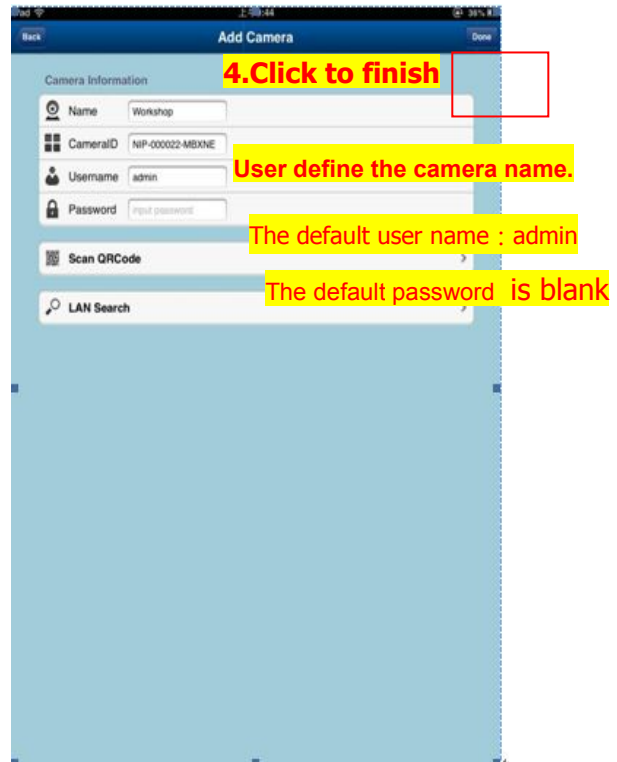 Back
Add Camera
Done
Camera Information
4.Click to finish
Name
Workshop
CameraID
NIP-000022-MBXNE
User define the camera name.
Username
admin
Password
input password
The default user name : admin
Scan QRCode
The default password is blank
LAN Search